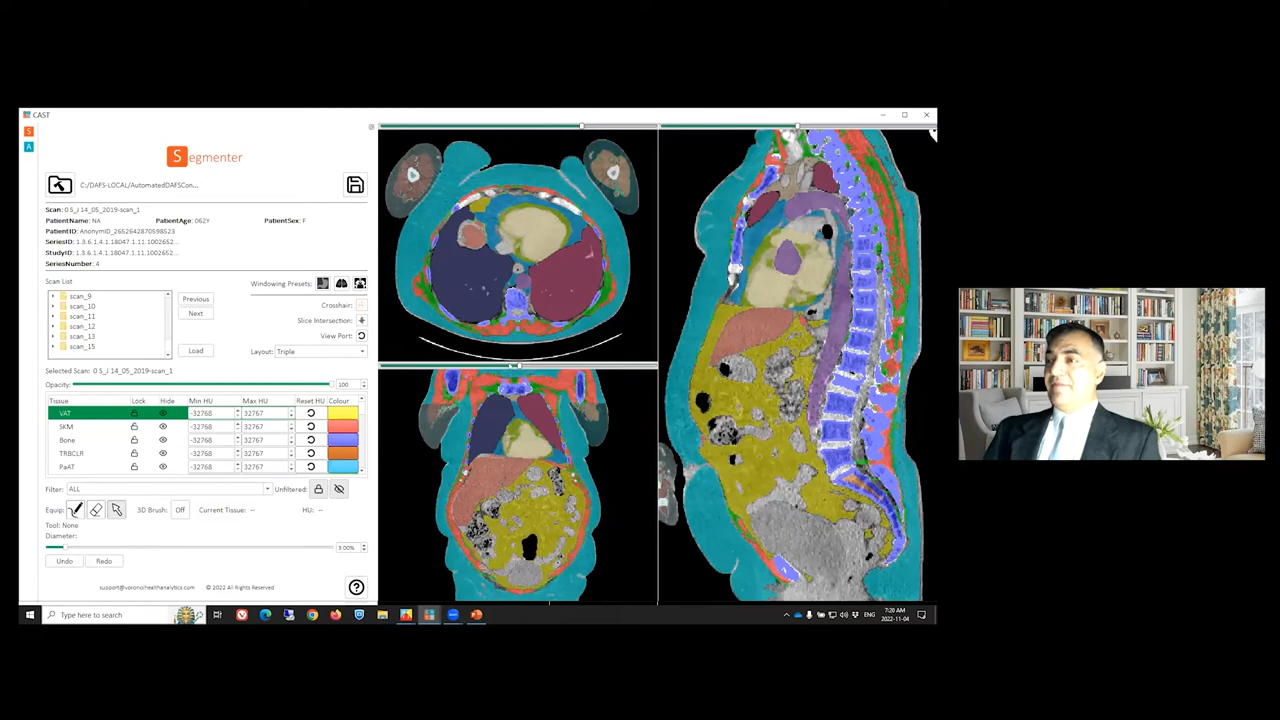 CAST
S
A
Segmenter
C:/DAFS-LOCAL/AutomatedDAFSCon...
Scan: 0 S_J 14_05_2019-scan_1
PatientName: NA PatientAge: 062Y PatientSex: F
PatientID: AnonymID_2652642870598523
SeriesID: 1.3.6.1.4.1.18047.1.11.1002652...
StudyID: 1.3.6.1.4.1.18047.1.11.1002652...
SeriesNumber: 4
Scan List
Windowing Presets:
scan_9
scan_10
scan_11
scan_12
scan_13
scan_15
Previous
Next
Load
Crosshair:
Slice Intersection:
View Port:
Layout: Triple
Selected Scan: 0 S_J 14_05_2019-scan_1
Opacity: 100
Tissue Lock Hide Min HU Max HU Reset HU Colour
VAT -32768 32767
SKM -32768 32767
Bone -32768 32767
TRBCLR -32768 32767
PaAT -32768 32767
Filter: ALL Unfiltered:
Equip: 3D Brush: Off Current Tissue: -- HU: --
Tool: None
Diameter:
3.00%
Undo Redo
support@voronoihealthanalytics.com © 2022 All Rights Reserved
Type here to search
ENG
7:20 AM
2022-11-04